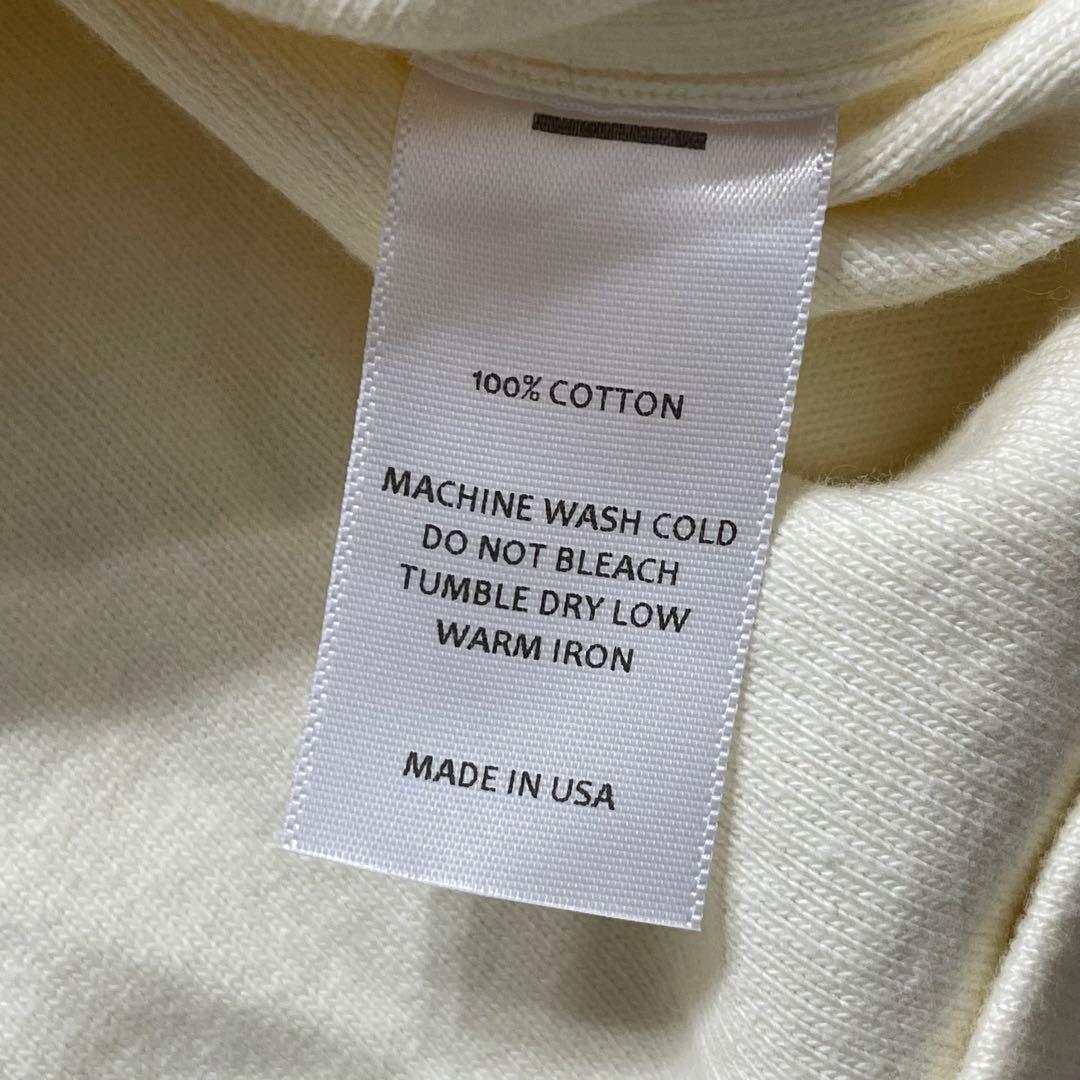 100% COTTON
MACHINE WASH COLD
DO NOT BLEACH
TUMBLE DRY LOW
WARM IRON
MADE IN USA